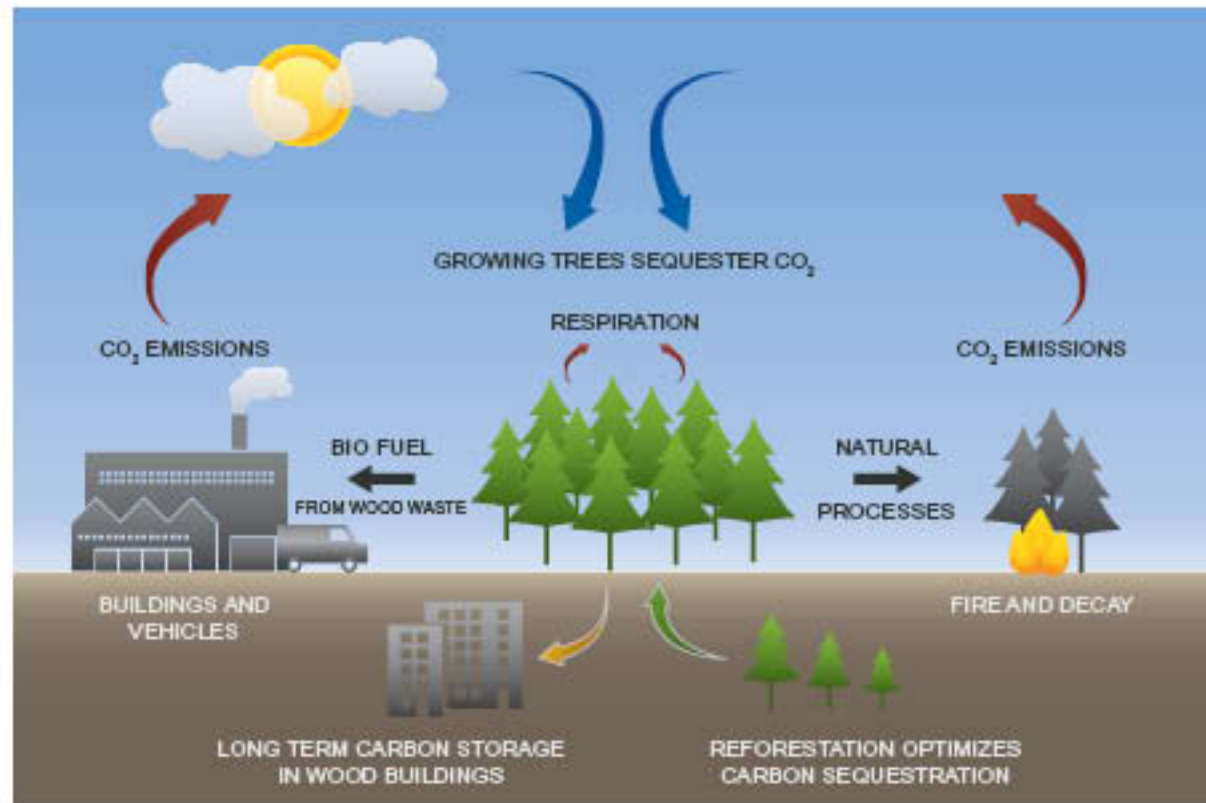 GROWING TREES SEQUESTER CO₂
RESPIRATION
CO₂ EMISSIONS
CO₂ EMISSIONS
BIO FUEL
FROM WOOD WASTE
NATURAL
PROCESSES
BUILDINGS AND
VEHICLES
FIRE AND DECAY
LONG TERM CARBON STORAGE
IN WOOD BUILDINGS
REFORESTATION OPTIMIZES
CARBON SEQUESTRATION